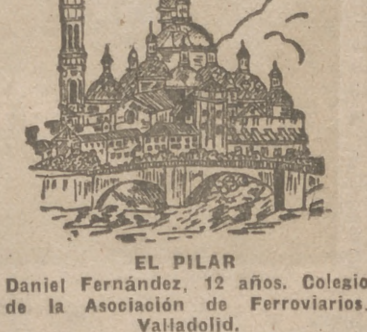 EL PILAR
Daniel Fernández, 12 años. Colegio
de la Asociación de Ferroviarios.
Valladolid.